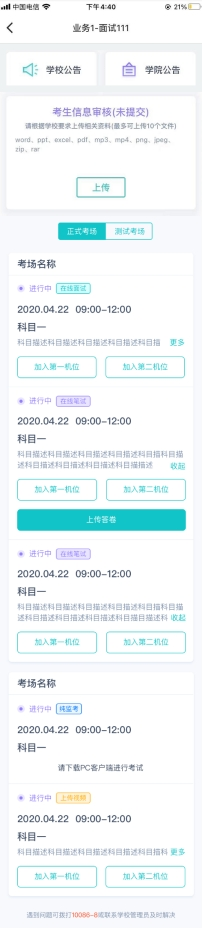 中国电信 下午4:40 21%
业务1-面试111
学校公告 学院公告
考生信息审核(未提交)
请根据学校要求上传相关资料(最多可上传10个文件)
word、ppt、excel、pdf、mp3、mp4、png、jpeg、
zip、rar
上传
正式考场 测试考场
考场名称
进行中 在线面试
2020.04.22 09:00-12:00
科目一
科目描述科目描述科目描述科目描述科目描 更多
加入第一机位 加入第二机位
进行中 在线笔试
2020.04.22 09:00-12:00
科目一
科目描述科目描述科目描述科目描述科目描科目描
述科目描述科目描述科目描述科目描描述 收起
加入第一机位 加入第二机位
上传答卷
进行中 在线笔试
2020.04.22 09:00-12:00
科目一
科目描述科目描述科目描述科目描述科目描科目描
述科目描述科目描述科目描述科目描述科 收起
加入第一机位 加入第二机位
考场名称
进行中 纯监考
2020.04.22 09:00-12:00
科目一
请下载PC客户端进行考试
进行中 上传视频
2020.04.22 09:00-12:00
科目一
科目描述科目描述科目描述科目描述科目描科 更多
加入第一机位 加入第二机位
遇到问题可拨打10086-8或联系学校管理员及时解决